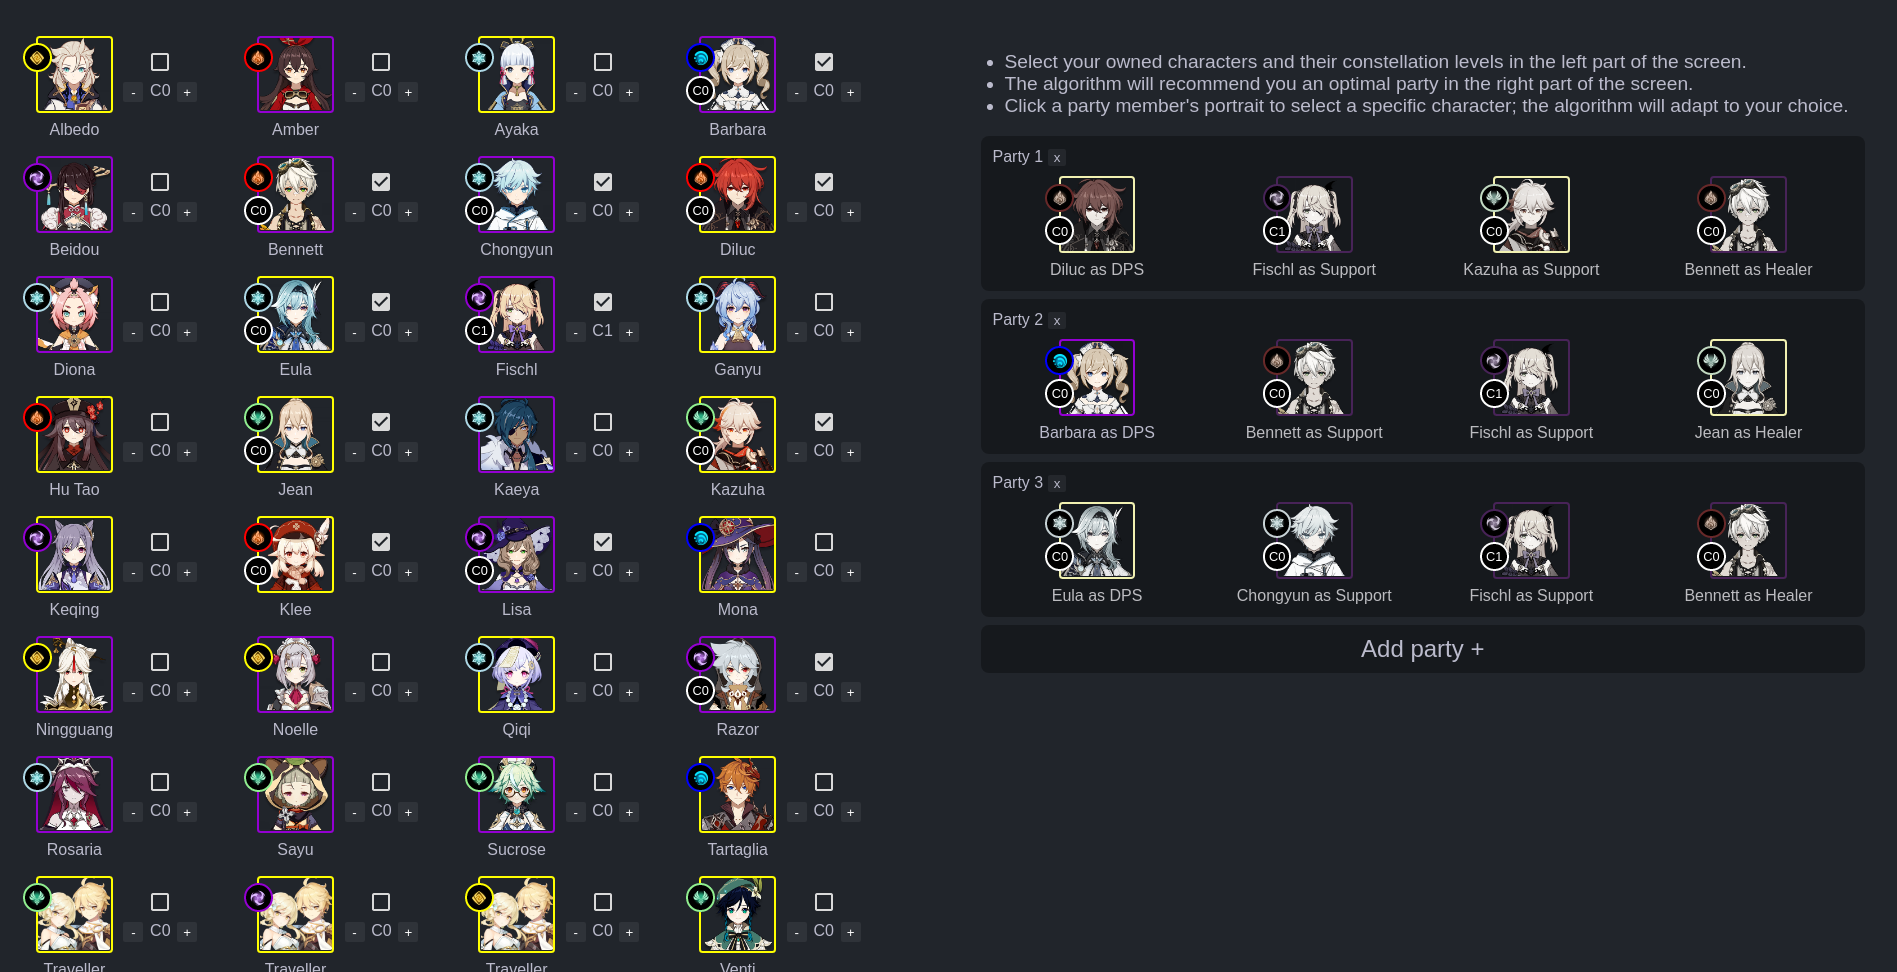 - C0 +
Albedo
- C0 +
Amber
- C0 +
Ayaka
C0
- C0 +
Barbara
- C0 +
Beidou
C0
- C0 +
Bennett
C0
- C0 +
Chongyun
C0
- C0 +
Diluc
- C0 +
Diona
C0
- C0 +
Eula
C1
- C1 +
Fischl
- C0 +
Ganyu
- C0 +
Hu Tao
C0
- C0 +
Jean
- C0 +
Kaeya
C0
- C0 +
Kazuha
- C0 +
Keqing
C0
- C0 +
Klee
C0
- C0 +
Lisa
- C0 +
Mona
- C0 +
Ningguang
- C0 +
Noelle
- C0 +
Qiqi
C0
- C0 +
Razor
- C0 +
Rosaria
- C0 +
Sayu
- C0 +
Sucrose
- C0 +
Tartaglia
- C0 +
Traveller
- C0 +
Traveller
- C0 +
Traveller
- C0 +
Venti
• Select your owned characters and their constellation levels in the left part of the screen.
• The algorithm will recommend you an optimal party in the right part of the screen.
• Click a party member's portrait to select a specific character; the algorithm will adapt to your choice.
Party 1 x
C0
Diluc as DPS
C1
Fischl as Support
C0
Kazuha as Support
C0
Bennett as Healer
Party 2 x
C0
Barbara as DPS
C0
Bennett as Support
C1
Fischl as Support
C0
Jean as Healer
Party 3 x
C0
Eula as DPS
C0
Chongyun as Support
C1
Fischl as Support
C0
Bennett as Healer
Add party +